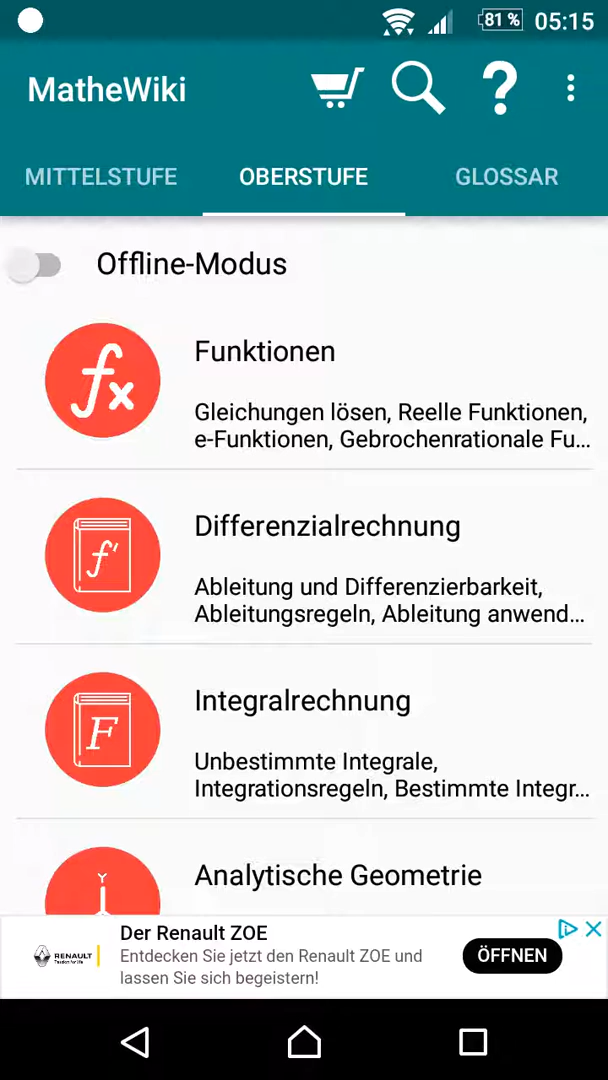 81 %
05:15
MatheWiki
MITTELSTUFE
OBERSTUFE
GLOSSAR
Offline-Modus
fx
Funktionen
Gleichungen lösen, Reelle Funktionen,
e-Funktionen, Gebrochenrationale Fu...
f'
Differenzialrechnung
Ableitung und Differenzierbarkeit,
Ableitungsregeln, Ableitung anwend...
F
Integralrechnung
Unbestimmte Integrale,
Integrationsregeln, Bestimmte Integr...
Y
Analytische Geometrie
Der Renault ZOE
RENAULT
Entdecken Sie jetzt den Renault ZOE und
lassen Sie sich begeistern!
ÖFFNEN